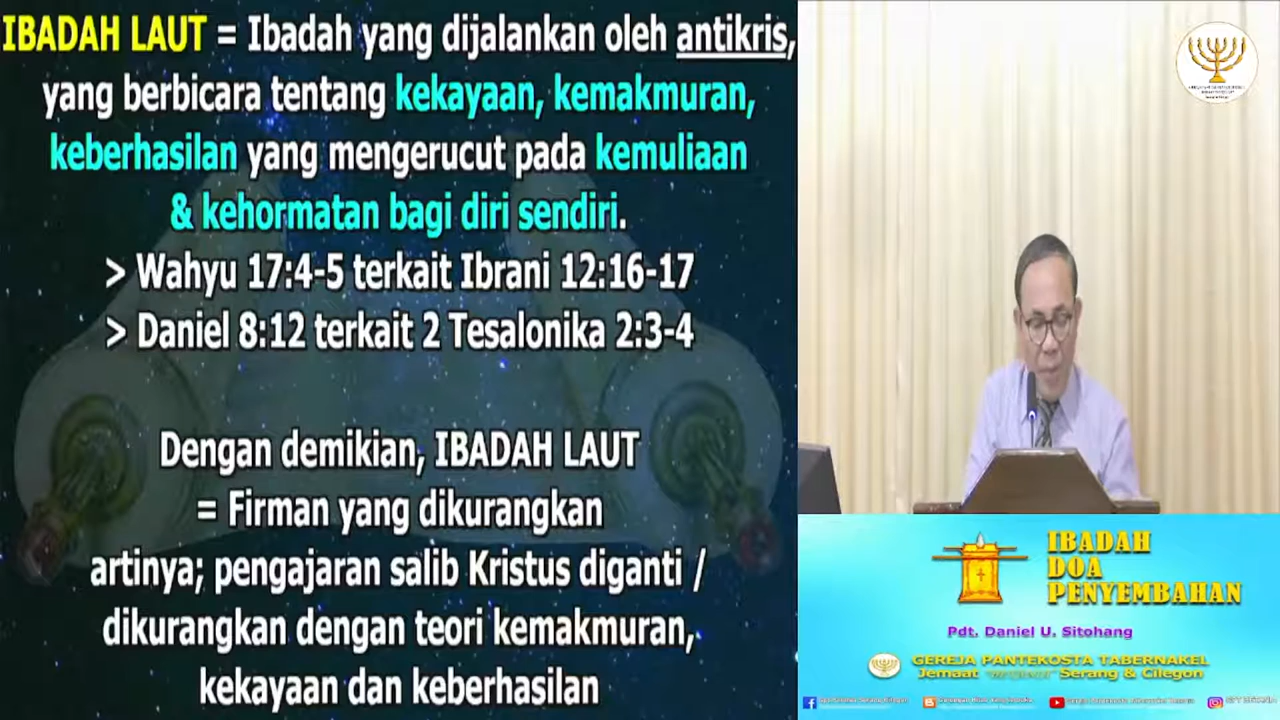 IBADAH LAUT = Ibadah yang dijalankan oleh antikris,
yang berbicara tentang kekayaan, kemakmuran,
keberhasilan yang mengerucut pada kemuliaan
& kehormatan bagi diri sendiri.
> Wahyu 17:4-5 terkait Ibrani 12:16-17
> Daniel 8:12 terkait 2 Tesalonika 2:3-4
Dengan demikian, IBADAH LAUT
= Firman yang dikurangkan
artinya; pengajaran salib Kristus diganti /
dikurangkan dengan teori kemakmuran,
kekayaan dan keberhasilan
IBADAH
DOA
PENYEMBAHAN
Pdt. Daniel U. Sitohang
GEREJA PANTEKOSTA TABERNAKEL
Jemaat Serang & Cilegon